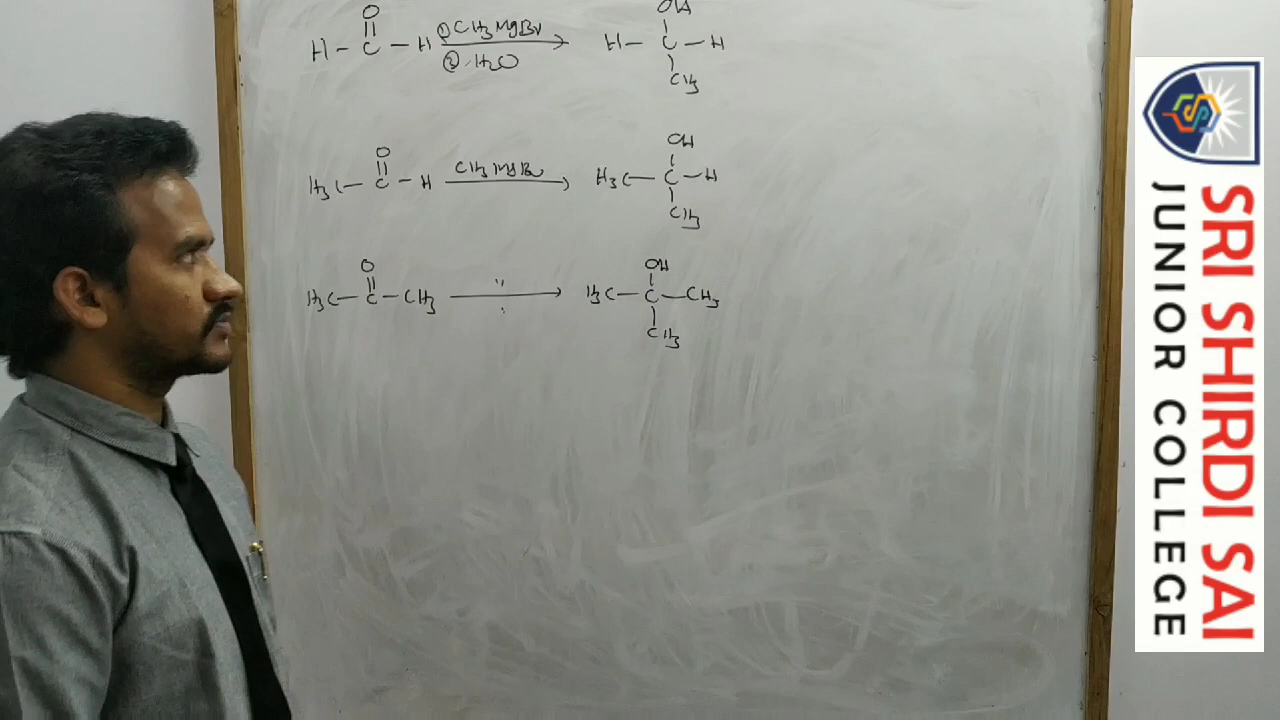 O OH
H - C - H ① CH3MgBr H - C - H
② H2O CH3
O OH
H3C - C - H CH3MgBr H3C - C - H
CH3
O OH
H3C - C - CH3 " H3C - C - CH3
CH3
SRI SHIRDI SAI
JUNIOR COLLEGE